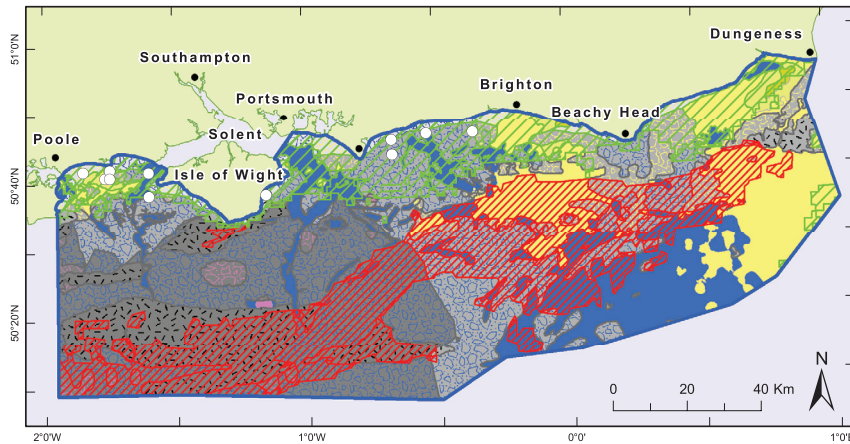 Dungeness
51°0'N
Southampton
Portsmouth
Brighton
Beachy Head
Poole
Solent
Isle of Wight
50°40'N
50°20'N
N
0 20 40 Km
2°0'W 1°0'W 0°0' 1°0'E